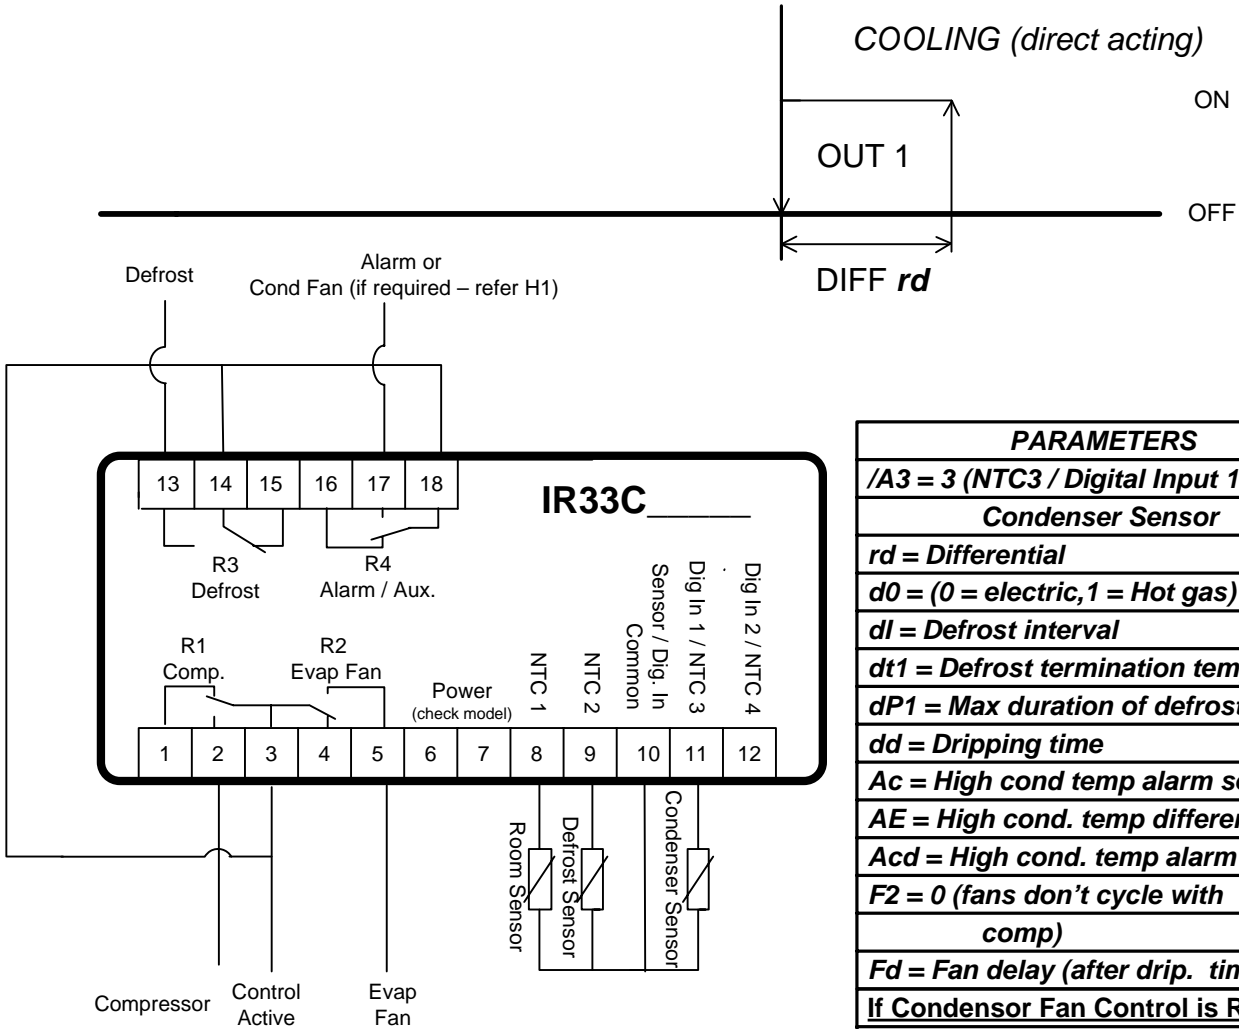 COOLING (direct acting)
ON
OUT 1
OFF
DIFF rd
Defrost
Alarm or
Cond Fan (if required – refer H1)
13 14 15 16 17 18
IR33C_____
R3
Defrost
R4
Alarm / Aux.
R1
Comp.
R2
Evap Fan
Power
(check model)
NTC 1
NTC 2
Sensor / Dig. In
Common
Dig In 1 / NTC 3
Dig In 2 / NTC 4
1 2 3 4 5 6 7 8 9 10 11 12
Room Sensor
Defrost Sensor
Condenser Sensor
Compressor
Control
Active
Evap
Fan
PARAMETERS
/A3 = 3 (NTC3 / Digital Input 1
Condenser Sensor
rd = Differential
d0 = (0 = electric,1 = Hot gas)
dI = Defrost interval
dt1 = Defrost termination tem
dP1 = Max duration of defrost
dd = Dripping time
Ac = High cond temp alarm se
AE = High cond. temp differen
Acd = High cond. temp alarm
F2 = 0 (fans don’t cycle with
comp)
Fd = Fan delay (after drip. tim
If Condensor Fan Control is R